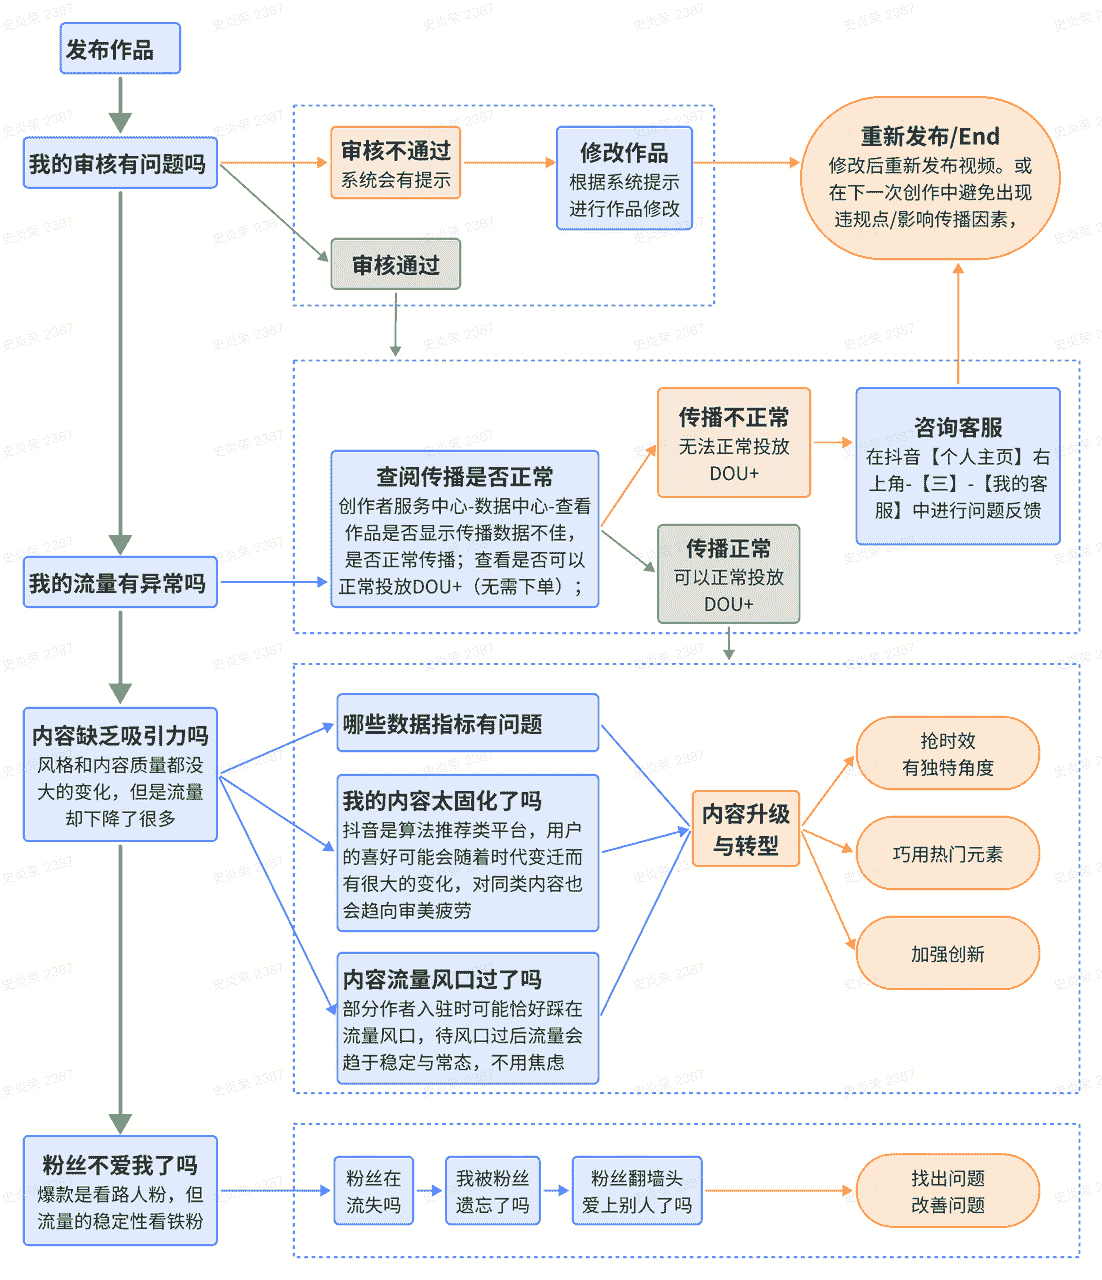 发布作品
我的审核有问题吗
审核不通过
系统会有提示
修改作品
根据系统提示
进行作品修改
重新发布/End
修改后重新发布视频。或
在下一次创作中避免出现
违规点/影响传播因素，
审核通过
我的流量有异常吗
查阅传播是否正常
创作者服务中心-数据中心-查看
作品是否显示传播数据不佳，
是否正常传播；查看是否可以
正常投放DOU+（无需下单）；
传播不正常
无法正常投放
DOU+
咨询客服
在抖音【个人主页】右
上角-【三】-【我的客
服】中进行问题反馈
传播正常
可以正常投放
DOU+
内容缺乏吸引力吗
风格和内容质量都没
大的变化，但是流量
却下降了很多
哪些数据指标有问题
我的内容太固化了吗
抖音是算法推荐类平台，用户
的喜好可能会随着时代变迁而
有很大的变化，对同类内容也
会趋向审美疲劳
内容流量风口过了吗
部分作者入驻时可能恰好踩在
流量风口，待风口过后流量会
趋于稳定与常态，不用焦虑
内容升级
与转型
抢时效
有独特角度
巧用热门元素
加强创新
粉丝不爱我了吗
爆款是看路人粉，但
流量的稳定性看铁粉
粉丝在
流失吗
我被粉丝
遗忘了吗
粉丝翻墙头
爱上别人了吗
找出问题
改善问题
史炎荣 2387